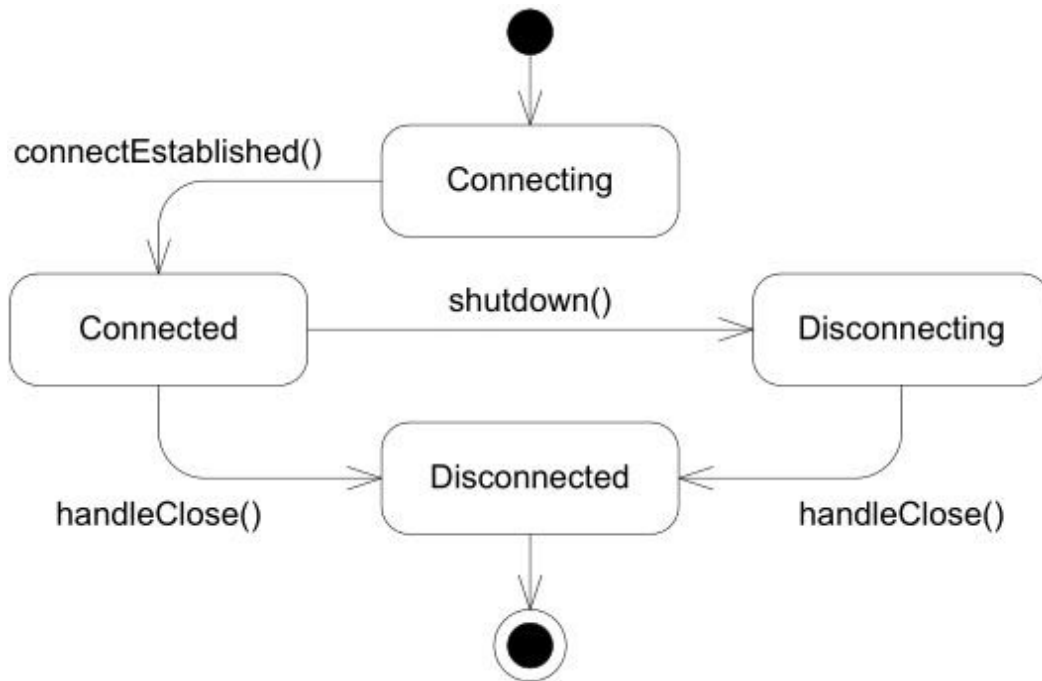 connectEstablished()
Connecting
Connected
shutdown()
Disconnecting
Disconnected
handleClose()
handleClose()